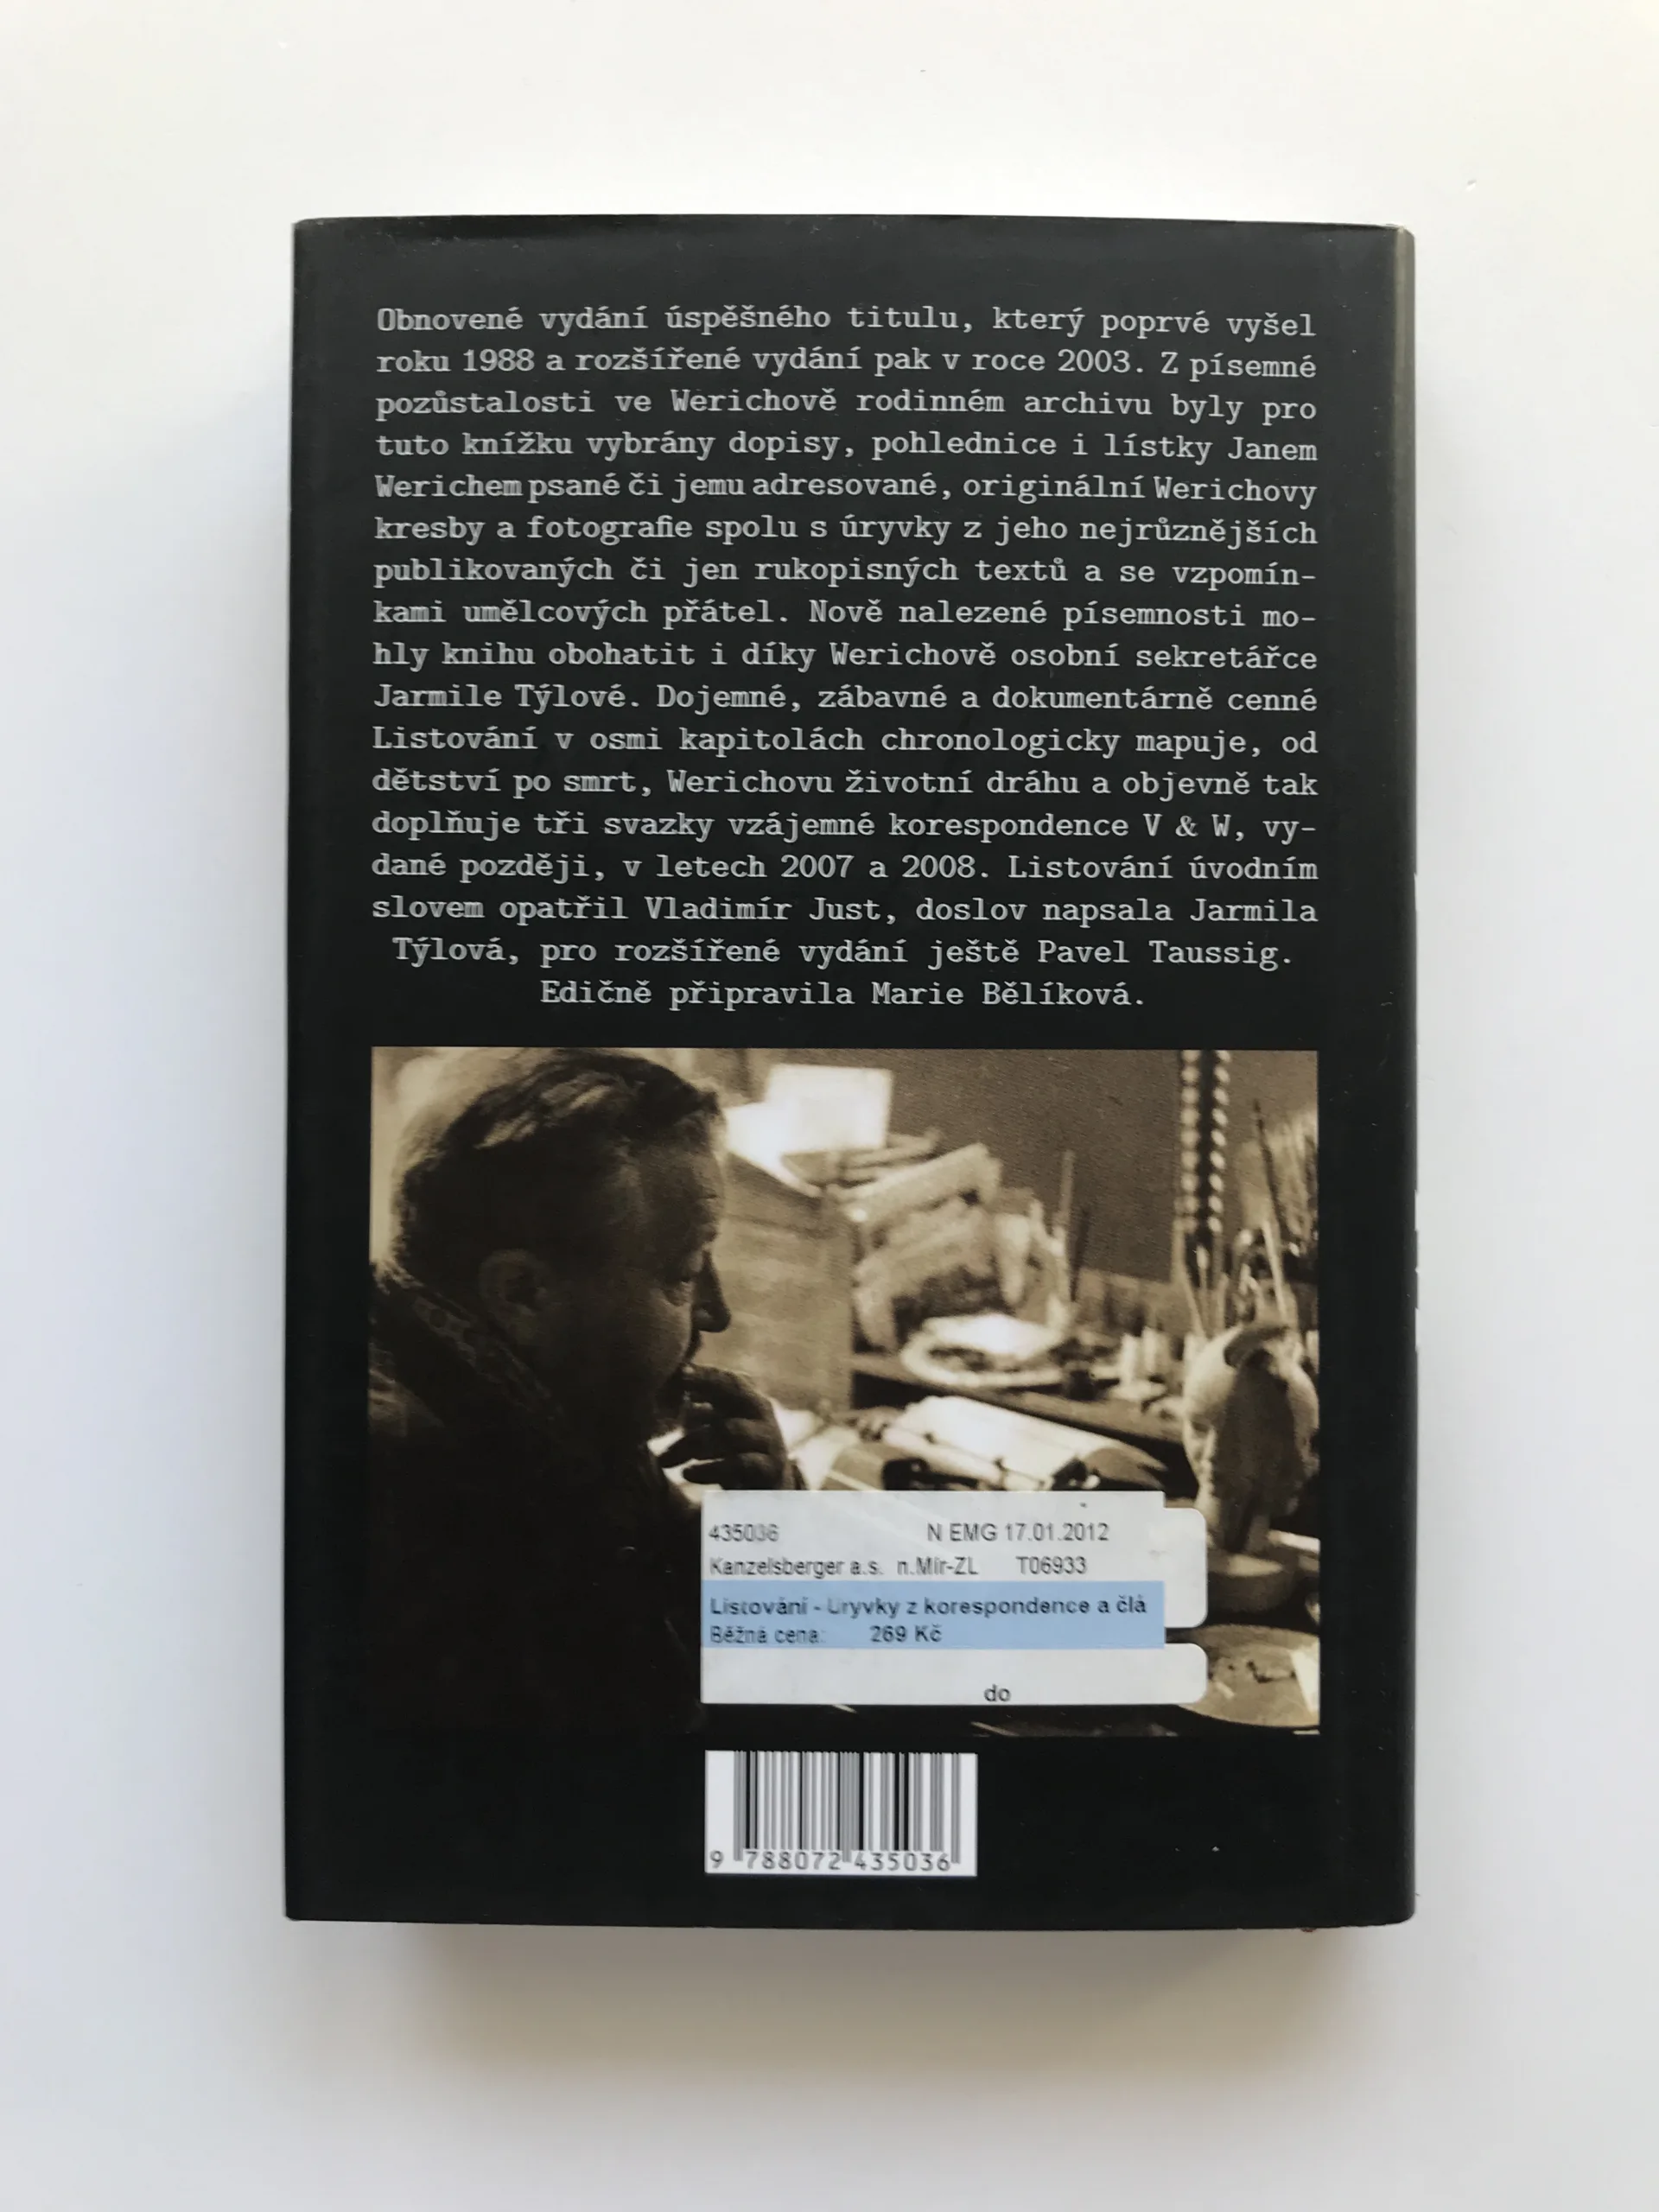 Obnovené vydání úspěšného titulu, který poprvé vyšel
roku 1988 a rozšířené vydání pak v roce 2003. Z písemné
pozůstalosti ve Werichově rodinném archivu byly pro
tuto knížku vybrány dopisy, pohlednice i lístky Janem
Werichem psané či jemu adresované, originální Werichovy
kresby a fotografie spolu s úryvky z jeho nejrůznějších
publikovaných či jen rukopisných textů a se vzpomín-
kami umělcových přátel. Nově nalezené písemnosti mo-
hly knihu obohatit i díky Werichově osobní sekretářce
Jarmile Týlové. Dojemné, zábavné a dokumentárně cenné
Listování v osmi kapitolách chronologicky mapuje, od
dětství po smrt, Werichovu životní dráhu a objevně tak
doplňuje tři svazky vzájemné korespondence V & W, vy-
dané později, v letech 2007 a 2008. Listování úvodním
slovem opatřil Vladimír Just, doslov napsala Jarmila
Týlová, pro rozšířené vydání ještě Pavel Taussig.
Edičně připravila Marie Bělíková.
435036 N EMG 17.01.2012
Kanzelsberger a.s. n.Mír-ZL T06933
Listování - Úryvky z korespondence a člá
Běžná cena: 269 Kč
do
9 788072 435036